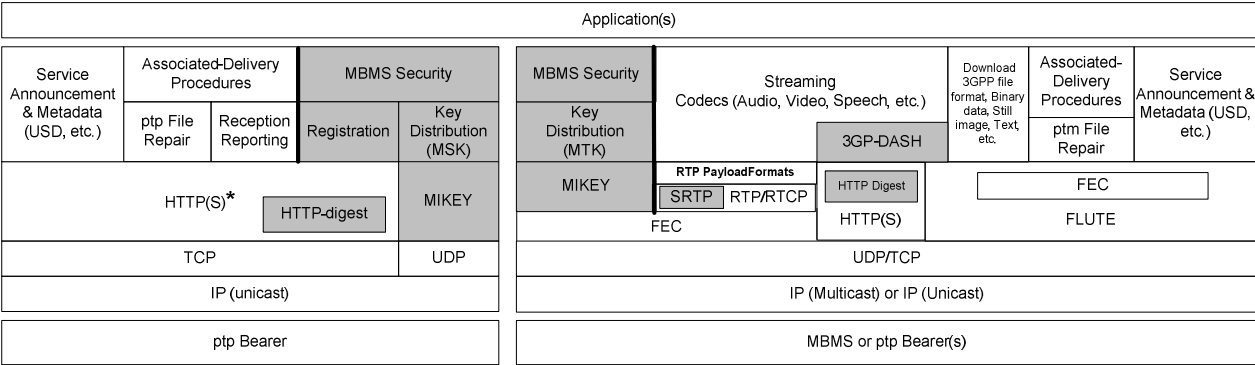 Application(s)
Service
Announcement
& Metadata
(USD, etc.)
Associated-Delivery
Procedures
ptp File
Repair
Reception
Reporting
MBMS Security
Registration
Key
Distribution
(MSK)
HTTP(S)*
HTTP-digest
MIKEY
TCP
UDP
IP (unicast)
ptp Bearer
MBMS Security
Key
Distribution
(MTK)
MIKEY
Streaming
Codecs (Audio, Video, Speech, etc.)
3GP-DASH
RTP PayloadFormats
SRTP
RTP/RTCP
FEC
HTTP Digest
HTTP(S)
Download
3GPP file
format, Binary
data, Still
image, Text,
etc.
Associated-
Delivery
Procedures
ptm File
Repair
Service
Announcement &
Metadata (USD,
etc.)
FEC
FLUTE
UDP/TCP
IP (Multicast) or IP (Unicast)
MBMS or ptp Bearer(s)